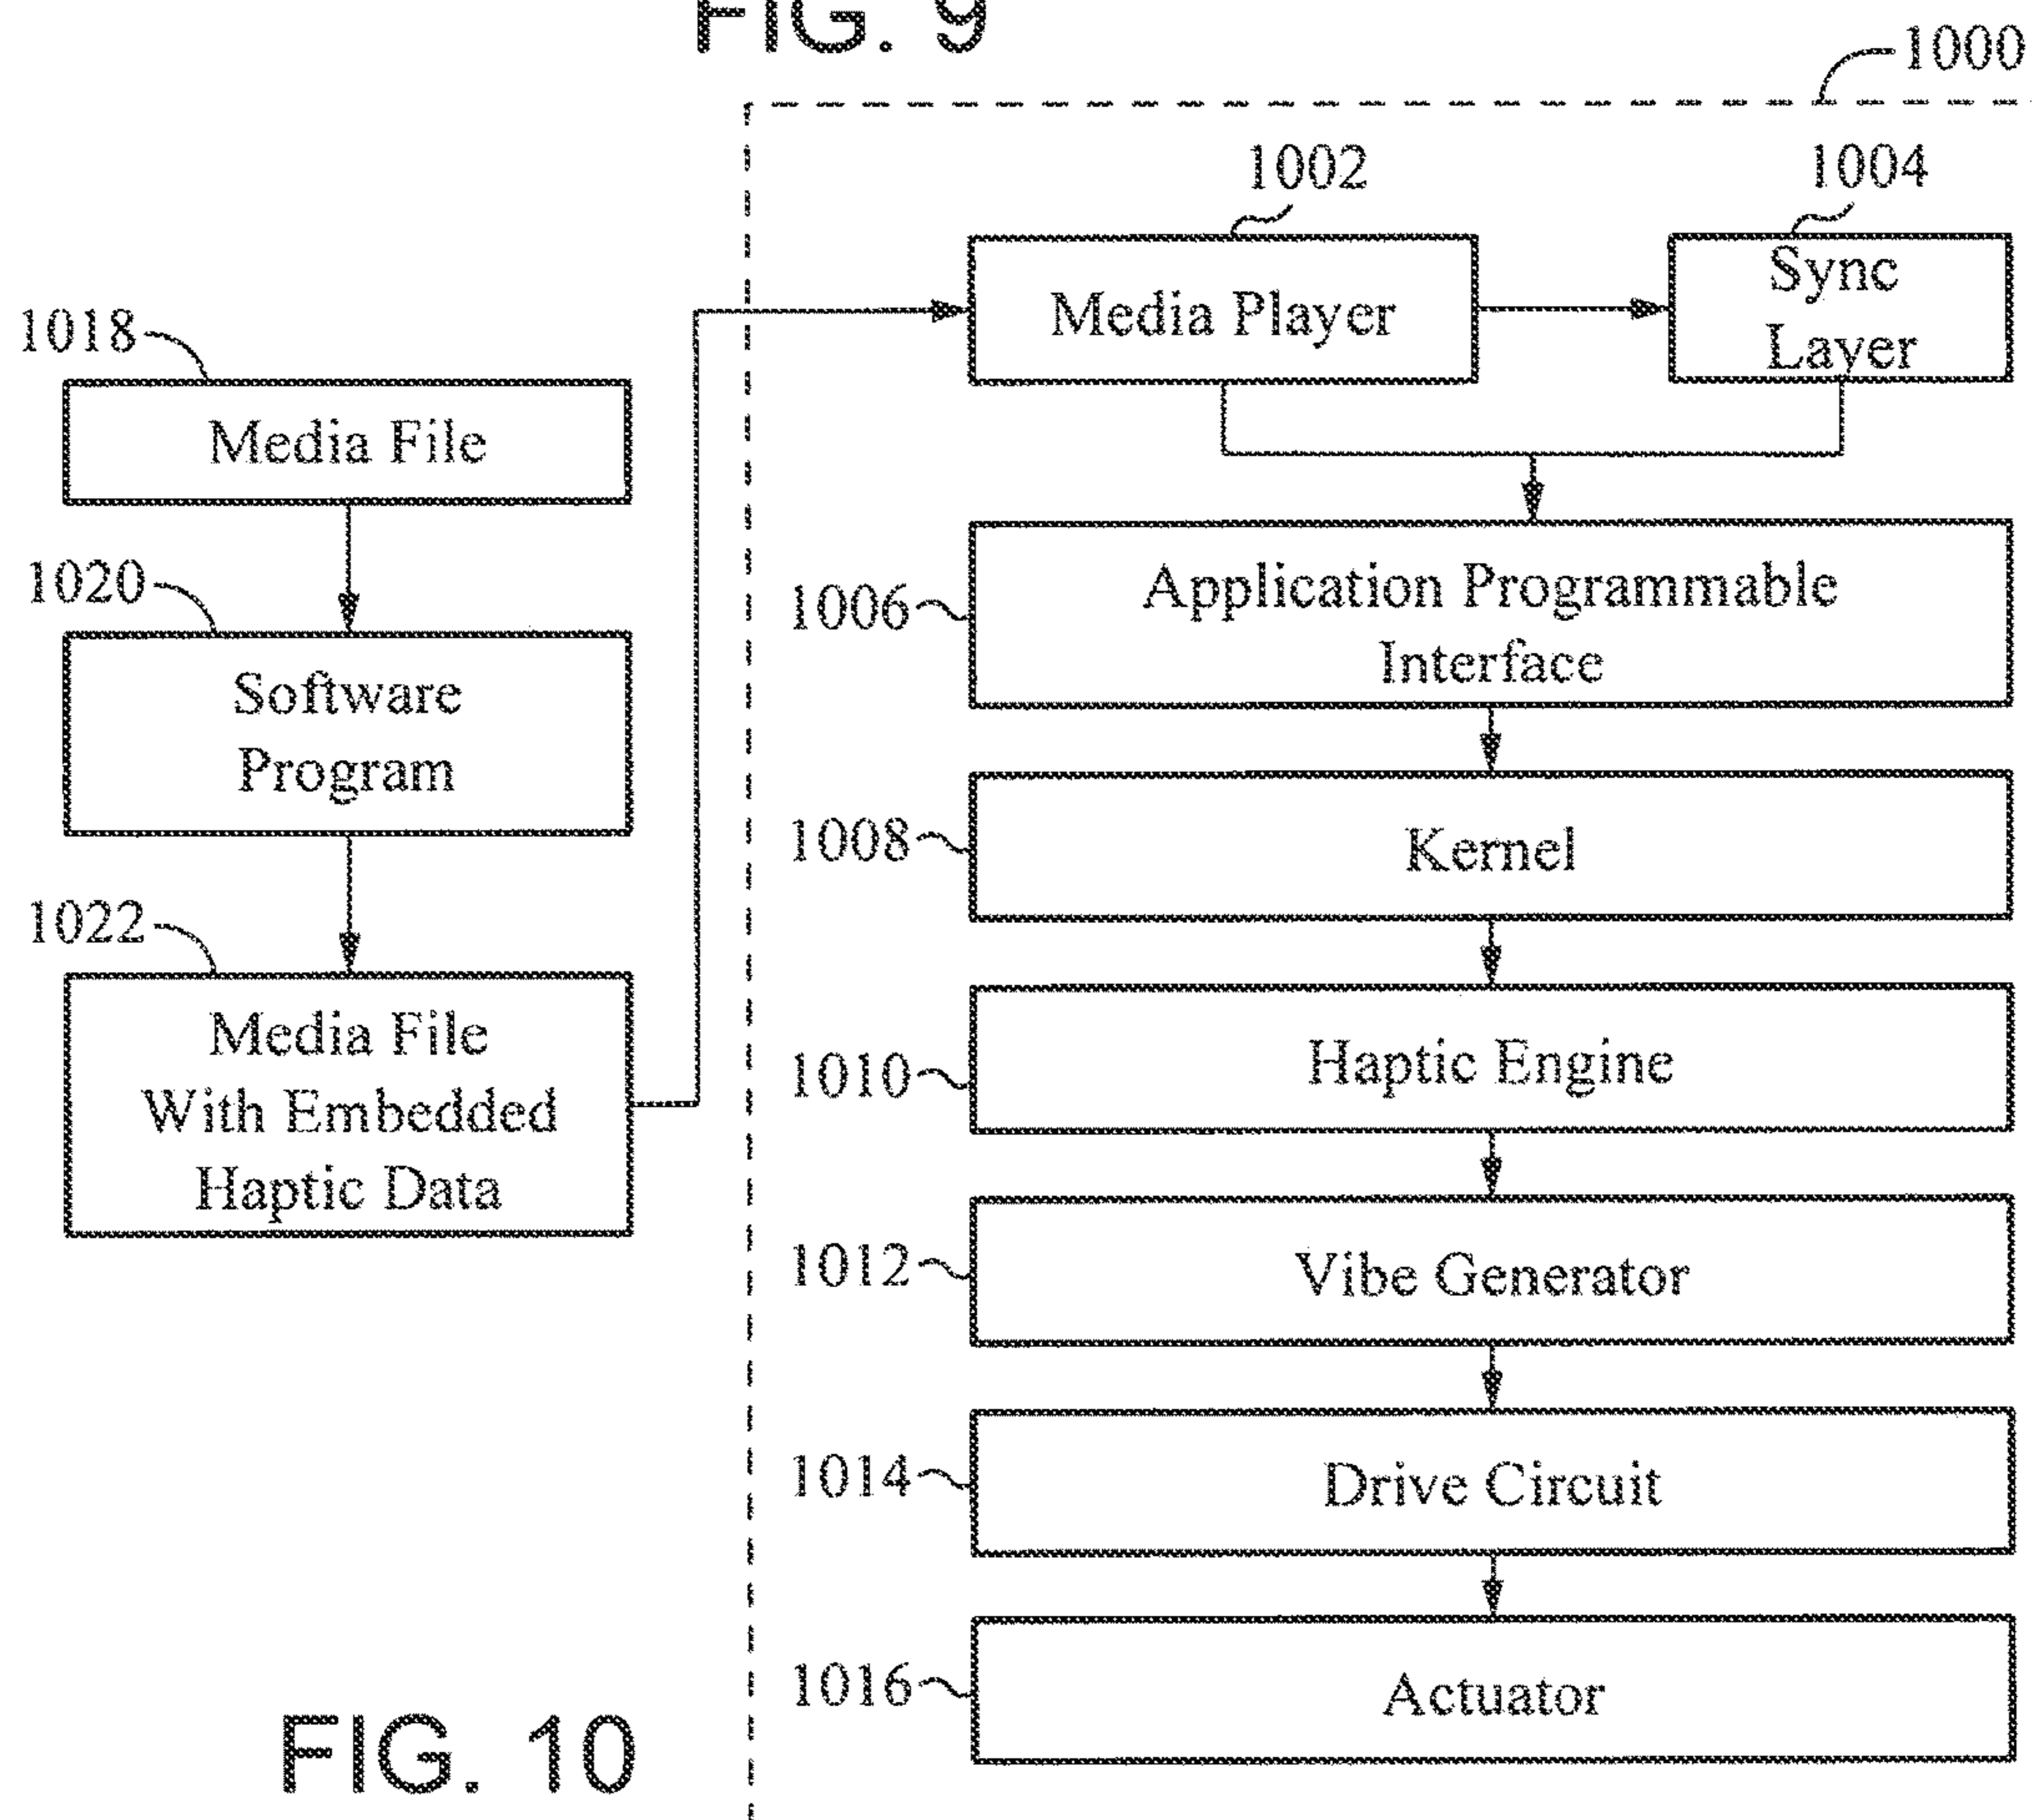 FIG. 9
1000
1002
1004
Media Player
Sync
Layer
1018
Media File
1020
Software
Program
1022
Media File
With Embedded
Haptic Data
1006
Application Programmable
Interface
1008
Kernel
1010
Haptic Engine
1012
Vibe Generator
1014
Drive Circuit
1016
Actuator
FIG. 10